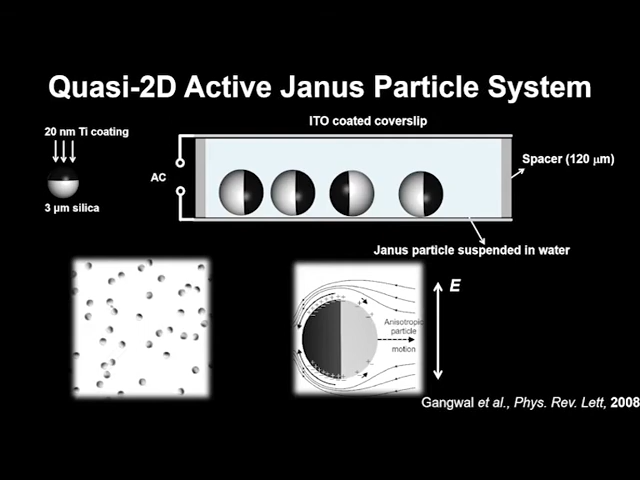 Quasi-2D Active Janus Particle System
ITO coated coverslip
20 nm Ti coating
AC
Spacer (120 μm)
3 μm silica
Janus particle suspended in water
E
Anisotropic
particle
motion
Gangwal et al., Phys. Rev. Lett, 2008